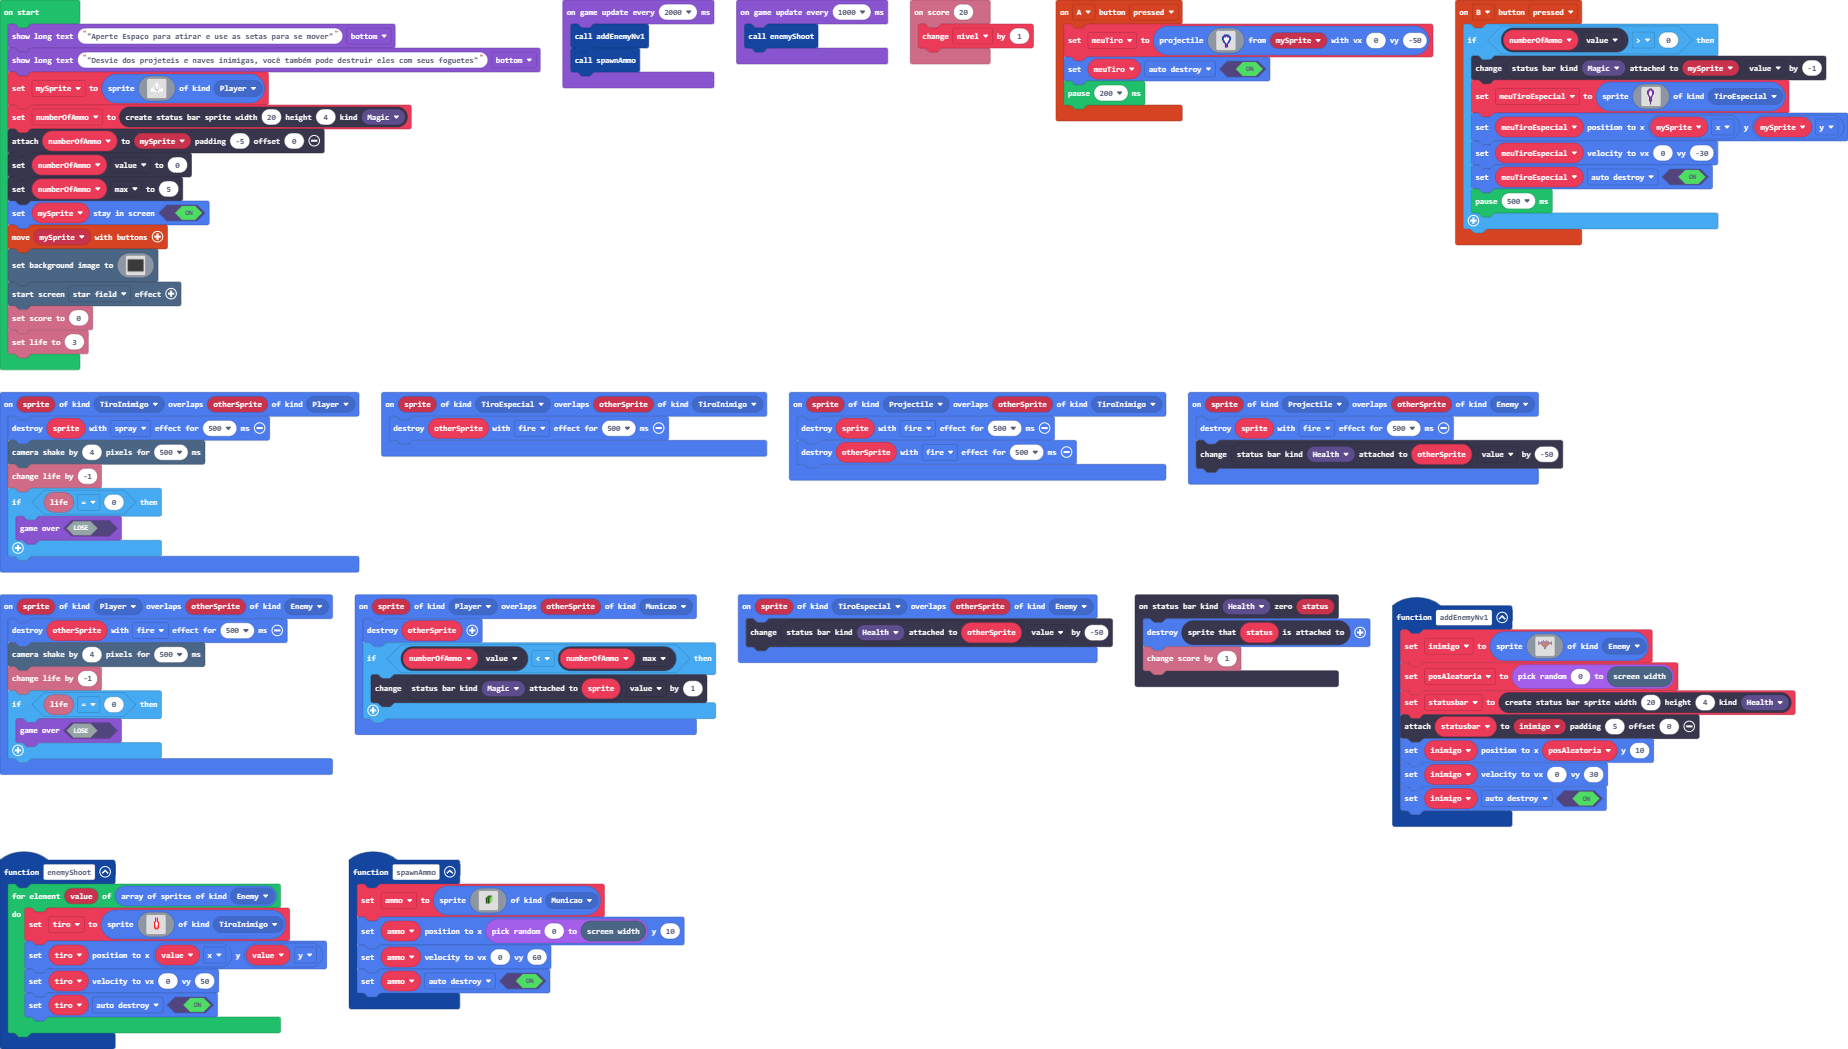 on start
show long text "Aperte Espaço para atirar e use as setas para se mover" bottom
show long text "Desvie dos projeteis e naves inimigas, você também pode destruir eles com seus foguetes" bottom
set mySprite to sprite of kind Player
set numberOfAmmo to create status bar sprite width 20 height 4 kind Magic
attach numberOfAmmo to mySprite padding -5 offset 0
set numberOfAmmo value to 0
set numberOfAmmo max to 5
set mySprite stay in screen ON
move mySprite with buttons
set background image to
start screen star field effect
set score to 0
set life to 3
on game update every 2000 ms
call addEnemyNv1
call spawnAmmo
on game update every 1000 ms
call enemyShoot
on score 20
change nivel by 1
on A button pressed
set meuTiro to projectile from mySprite with vx 0 vy -50
set meuTiro auto destroy ON
pause 200 ms
on B button pressed
if numberOfAmmo value > 0 then
change status bar kind Magic attached to mySprite value by -1
set meuTiroEspecial to sprite of kind TiroEspecial
set meuTiroEspecial position to x mySprite x y mySprite y
set meuTiroEspecial velocity to vx 0 vy -30
set meuTiroEspecial auto destroy ON
pause 500 ms
on sprite of kind TiroInimigo overlaps otherSprite of kind Player
destroy sprite with spray effect for 500 ms
camera shake by 4 pixels for 500 ms
change life by -1
if life = 0 then
game over LOSE
on sprite of kind TiroEspecial overlaps otherSprite of kind TiroInimigo
destroy otherSprite with fire effect for 500 ms
on sprite of kind Projectile overlaps otherSprite of kind TiroInimigo
destroy sprite with fire effect for 500 ms
destroy otherSprite with fire effect for 500 ms
on sprite of kind Projectile overlaps otherSprite of kind Enemy
destroy sprite with fire effect for 500 ms
change status bar kind Health attached to otherSprite value by -50
on sprite of kind Player overlaps otherSprite of kind Enemy
destroy otherSprite with fire effect for 500 ms
camera shake by 4 pixels for 500 ms
change life by -1
if life = 0 then
game over LOSE
on sprite of kind Player overlaps otherSprite of kind Municao
destroy otherSprite
if numberOfAmmo value < numberOfAmmo max then
change status bar kind Magic attached to sprite value by 1
on sprite of kind TiroEspecial overlaps otherSprite of kind Enemy
change status bar kind Health attached to otherSprite value by -50
on status bar kind Health zero status
destroy sprite that status is attached to
change score by 1
function addEnemyNv1
set inimigo to sprite of kind Enemy
set posAleatoria to pick random 0 to screen width
set statusbar to create status bar sprite width 20 height 4 kind Health
attach statusbar to inimigo padding 5 offset 0
set inimigo position to x posAleatoria y 10
set inimigo velocity to vx 0 vy 30
set inimigo auto destroy ON
function enemyShoot
for element value of array of sprites of kind Enemy
do
set tiro to sprite of kind TiroInimigo
set tiro position to x value x y value y
set tiro velocity to vx 0 vy 50
set tiro auto destroy ON
function spawnAmmo
set ammo to sprite of kind Municao
set ammo position to x pick random 0 to screen width y 10
set ammo velocity to vx 0 vy 60
set ammo auto destroy ON